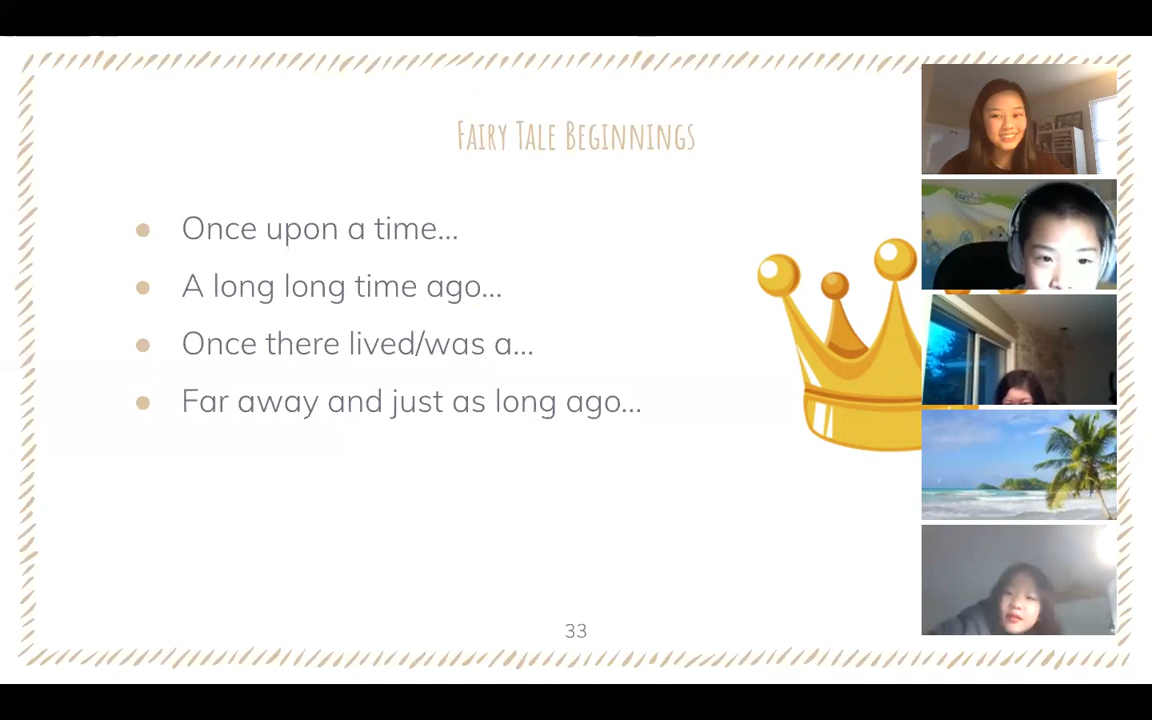 Fairy Tale Beginnings
Once upon a time...
A long long time ago...
Once there lived/was a...
Far away and just as long ago...
33